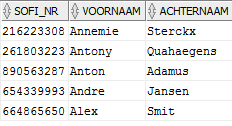 SOFI_NR VOORNAAM ACHTERNAAM
216223308 Annemie Sterckx
261803223 Antony Quahaegens
890563287 Anton Adamus
654339993 Andre Jansen
664865650 Alex Smit